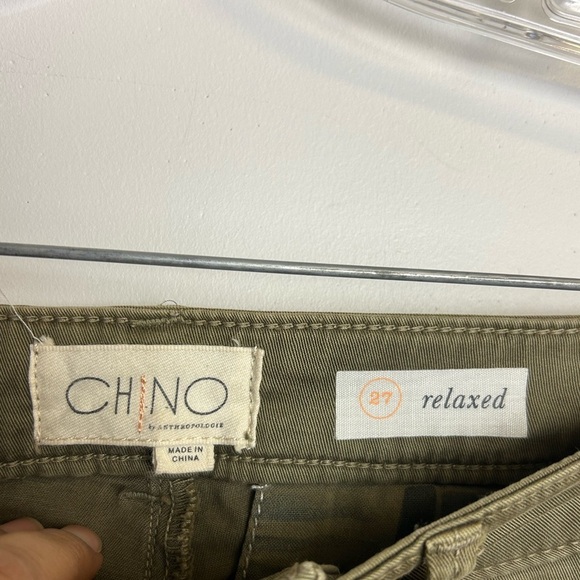 CHINO
by ANTHROPOLOGIE
MADE IN
CHINA
27 relaxed